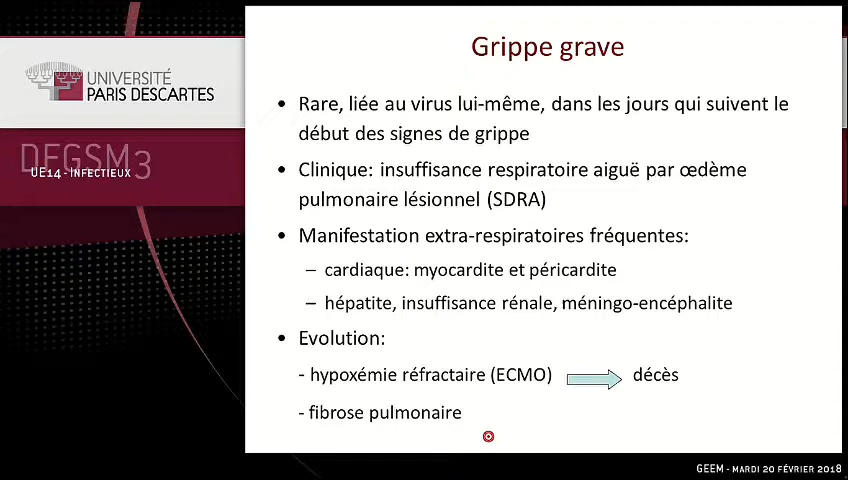 UNIVERSITÉ
PARIS DESCARTES
DFGSM3
UE14 - INFECTIEUX
Grippe grave
• Rare, liée au virus lui-même, dans les jours qui suivent le
début des signes de grippe
• Clinique: insuffisance respiratoire aiguë par œdème
pulmonaire lésionnel (SDRA)
• Manifestation extra-respiratoires fréquentes:
– cardiaque: myocardite et péricardite
– hépatite, insuffisance rénale, méningo-encéphalite
• Evolution:
- hypoxémie réfractaire (ECMO) décès
- fibrose pulmonaire
GEEM - MARDI 20 FÉVRIER 2018